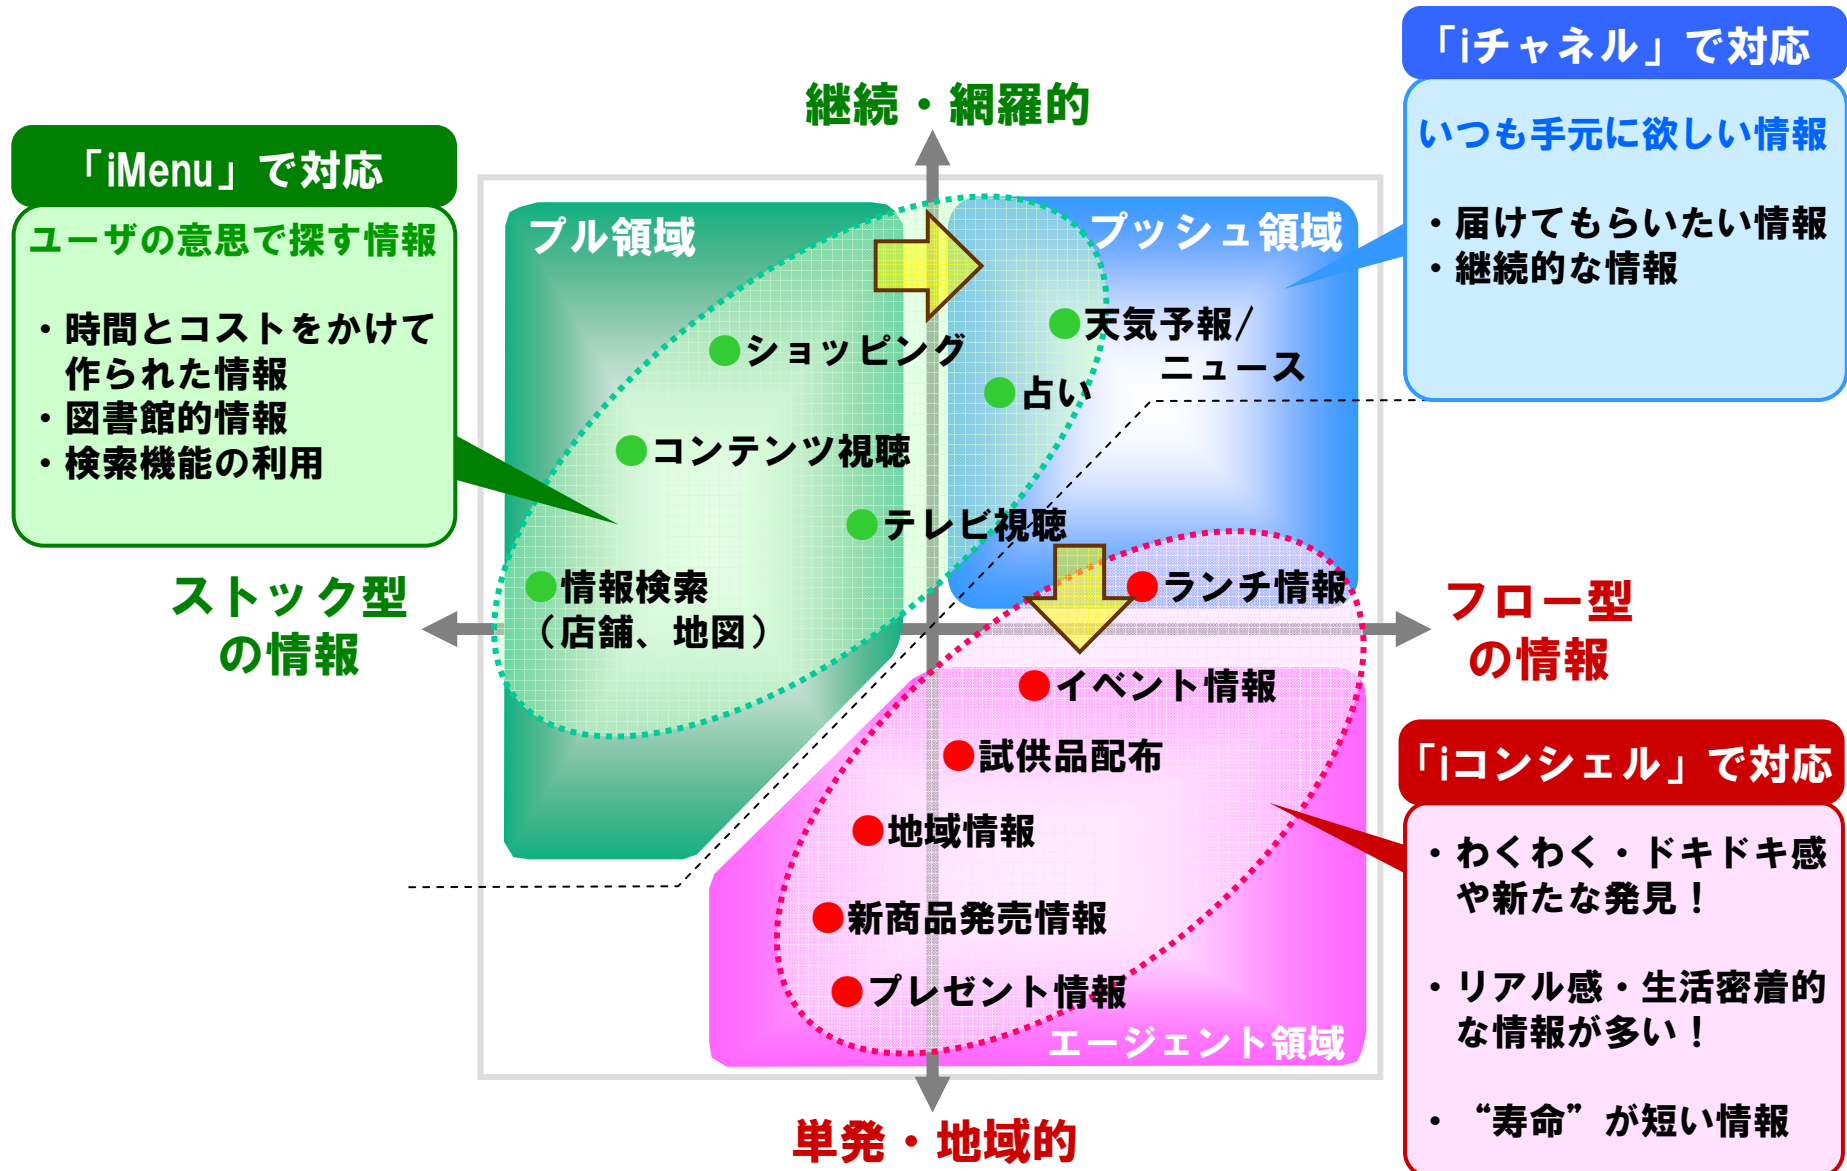 「iチャネル」で対応
いつも手元に欲しい情報
・届けてもらいたい情報
・継続的な情報
継続・網羅的
「iMenu」で対応
ユーザの意思で探す情報
・時間とコストをかけて
作られた情報
・図書館的情報
・検索機能の利用
プル領域
プッシュ領域
ショッピング
天気予報/
ニュース
占い
コンテンツ視聴
テレビ視聴
情報検索
（店舗、地図）
ランチ情報
ストック型
の情報
フロー型
の情報
イベント情報
試供品配布
地域情報
新商品発売情報
プレゼント情報
エージェント領域
「iコンシェル」で対応
・わくわく・ドキドキ感
や新たな発見！
・リアル感・生活密着的
な情報が多い！
・“寿命”が短い情報
単発・地域的